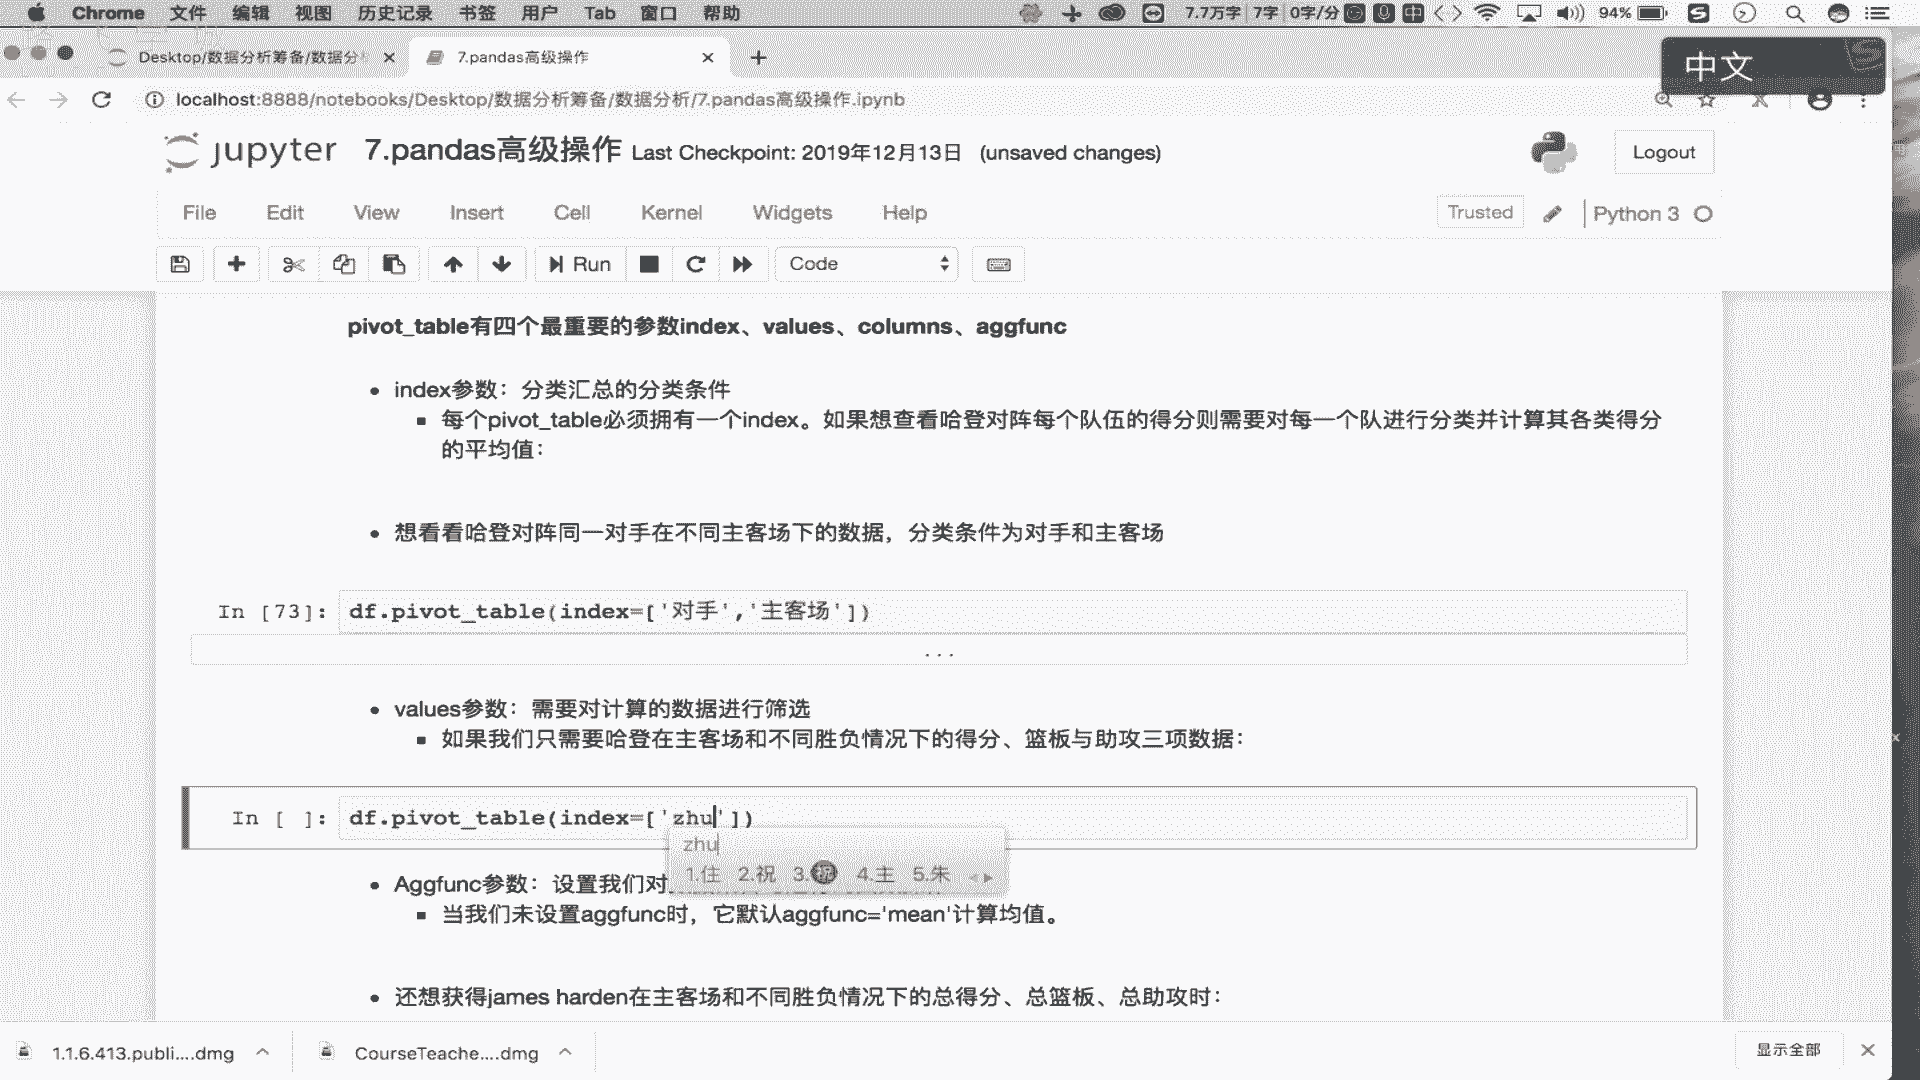 Chrome 文件 编辑 视图 历史记录 书签 用户 Tab 窗口 帮助 7.7万字 7字 0字/分 中 94%
Desktop/数据分析筹备/数据分
7.pandas高级操作
中文
localhost:8888/notebooks/Desktop/数据分析筹备/数据分析/7.pandas高级操作.ipynb
jupyter 7.pandas高级操作 Last Checkpoint: 2019年12月13日 (unsaved changes)
Logout
File Edit View Insert Cell Kernel Widgets Help
Trusted Python 3
Run Code
pivot_table有四个最重要的参数index、values、columns、aggfunc
• index参数：分类汇总的分类条件
▪ 每个pivot_table必须拥有一个index。如果想查看哈登对阵每个队伍的得分则需要对每一个队进行分类并计算其各类得分
的平均值：
• 想看看哈登对阵同一对手在不同主客场下的数据，分类条件为对手和主客场
In [73]: df.pivot_table(index=['对手','主客场'])
...
• values参数：需要对计算的数据进行筛选
▪ 如果我们只需要哈登在主客场和不同胜负情况下的得分、篮板与助攻三项数据：
In [ ]: df.pivot_table(index=['zhu'])
zhu
1.住 2.祝 3. 4.主 5.朱
• Aggfunc参数：设置我们对
▪ 当我们未设置aggfunc时，它默认aggfunc='mean'计算均值。
• 还想获得james harden在主客场和不同胜负情况下的总得分、总篮板、总助攻时：
1.1.6.413.publi....dmg
CourseTeache....dmg
显示全部